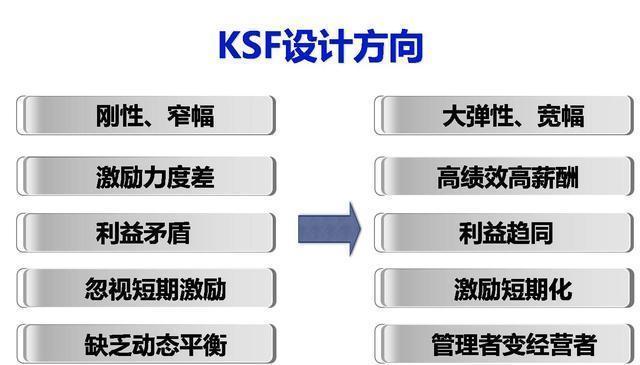 KSF设计方向
刚性、窄幅
大弹性、宽幅
激励力度差
高绩效高薪酬
利益矛盾
利益趋同
忽视短期激励
激励短期化
缺乏动态平衡
管理者变经营者